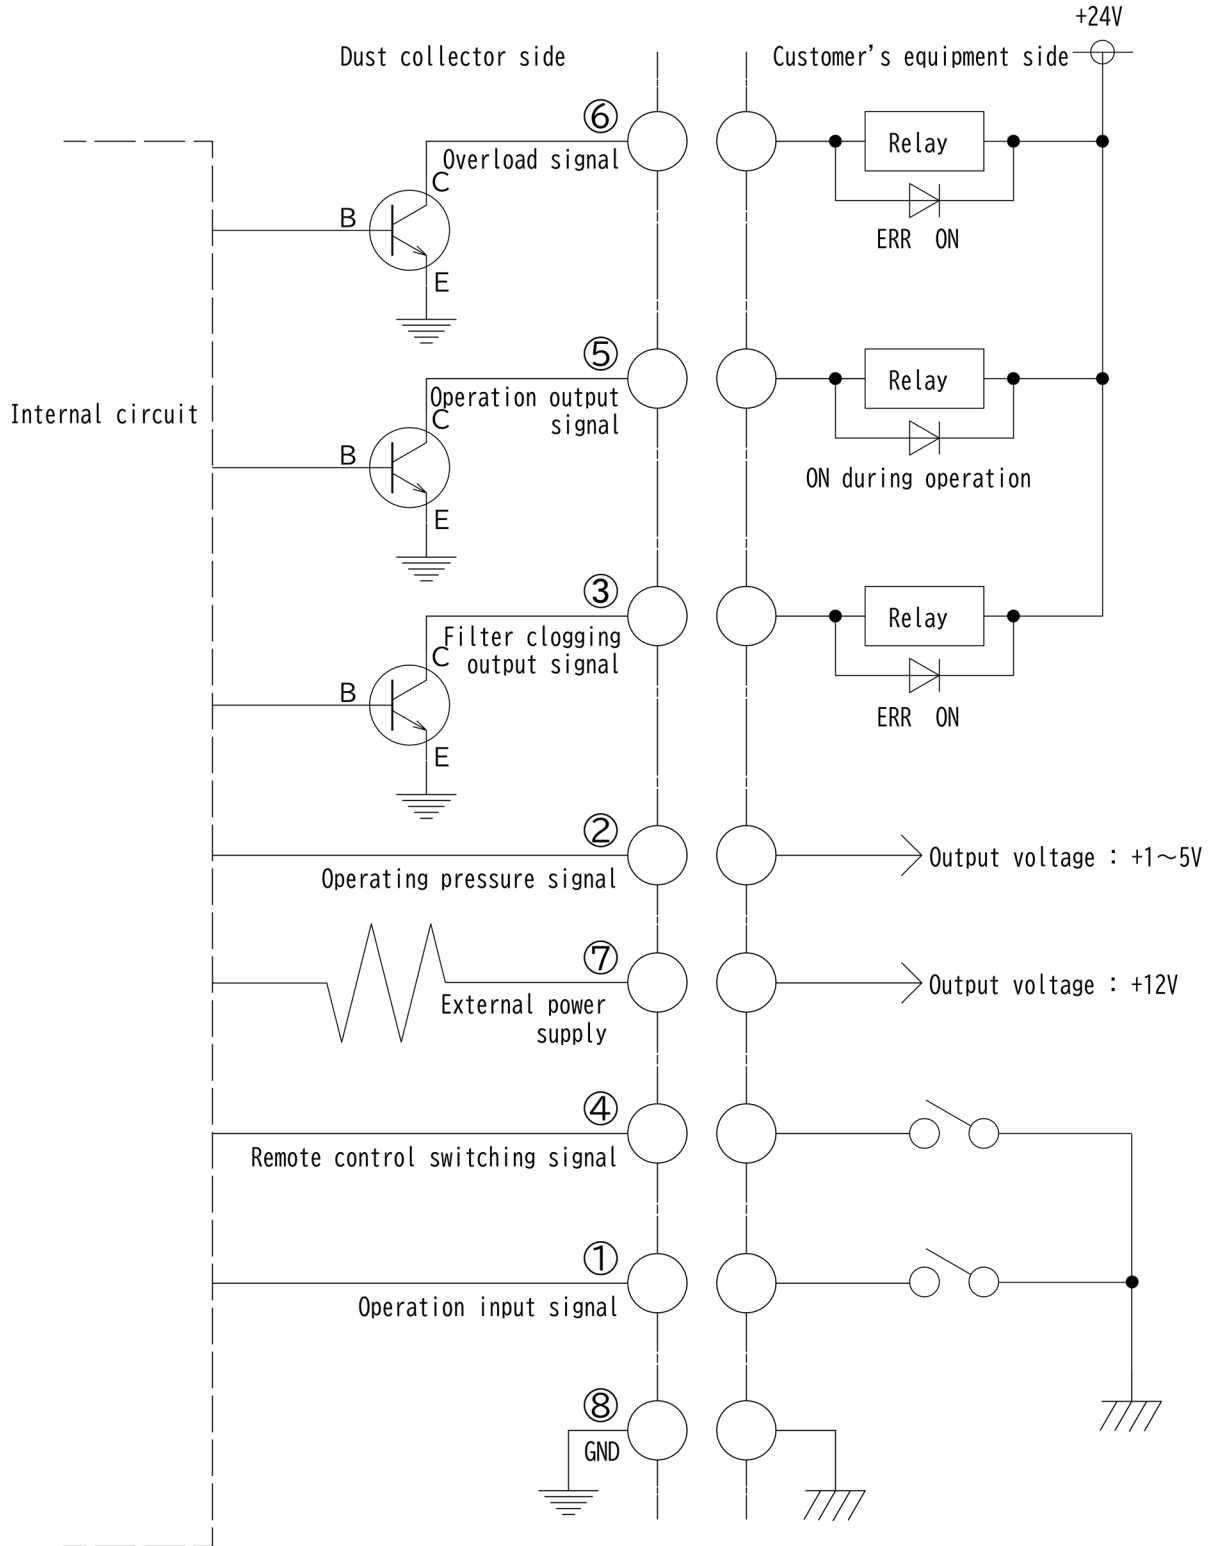 +24V
Dust collector side
Customer's equipment side
⑥
Overload signal
Relay
C
B
E
ERR ON
⑤
Operation output
signal
Relay
Internal circuit
C
B
E
ON during operation
③
Filter clogging
output signal
Relay
C
B
E
ERR ON
②
Operating pressure signal
Output voltage : +1～5V
⑦
External power
supply
Output voltage : +12V
④
Remote control switching signal
①
Operation input signal
⑧
GND